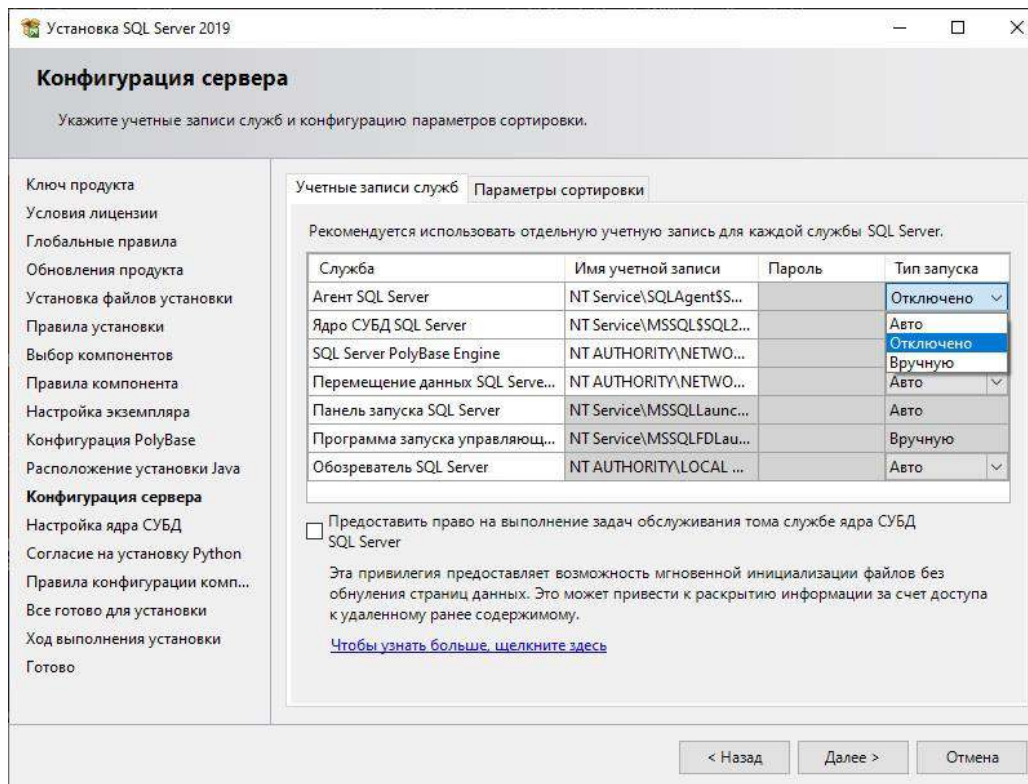 Установка SQL Server 2019
Конфигурация сервера
Укажите учетные записи служб и конфигурацию параметров сортировки.
Ключ продукта
Условия лицензии
Глобальные правила
Обновления продукта
Установка файлов установки
Правила установки
Выбор компонентов
Правила компонента
Настройка экземпляра
Конфигурация PolyBase
Расположение установки Java
Конфигурация сервера
Настройка ядра СУБД
Согласие на установку Python
Правила конфигурации комп...
Все готово для установки
Ход выполнения установки
Готово
Учетные записи служб Параметры сортировки
Рекомендуется использовать отдельную учетную запись для каждой службы SQL Server.
Служба Имя учетной записи Пароль Тип запуска
Агент SQL Server NT Service\SQLAgent$S... Отключено
Ядро СУБД SQL Server NT Service\MSSQL$SQL2... Авто
Отключено
SQL Server PolyBase Engine NT AUTHORITY\NETWO... Вручную
Перемещение данных SQL Serve... NT AUTHORITY\NETWO... Авто
Панель запуска SQL Server NT Service\MSSQLLaunc... Авто
Программа запуска управляющ... NT Service\MSSQLFDLau... Вручную
Обозреватель SQL Server NT AUTHORITY\LOCAL ... Авто
Предоставить право на выполнение задач обслуживания тома службе ядра СУБД
SQL Server
Эта привилегия предоставляет возможность мгновенной инициализации файлов без
обнуления страниц данных. Это может привести к раскрытию информации за счет доступа
к удаленному ранее содержимому.
Чтобы узнать больше, щелкните здесь
< Назад Далее > Отмена